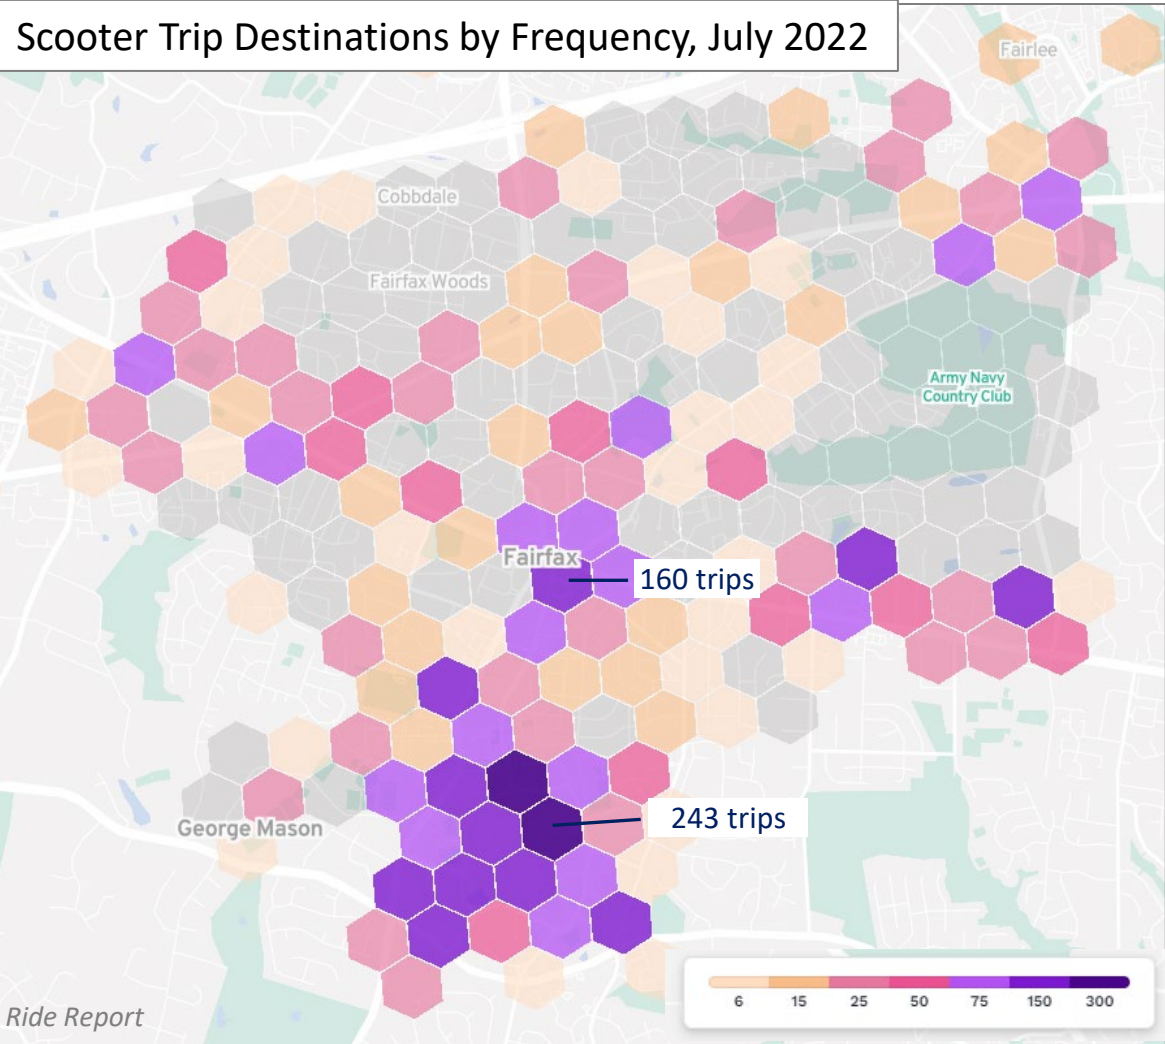 Scooter Trip Destinations by Frequency, July 2022
Fairlee
Cobbdale
Fairfax Woods
Army Navy
Country Club
Fairfax
160 trips
243 trips
George Mason
6 15 25 50 75 150 300
Ride Report